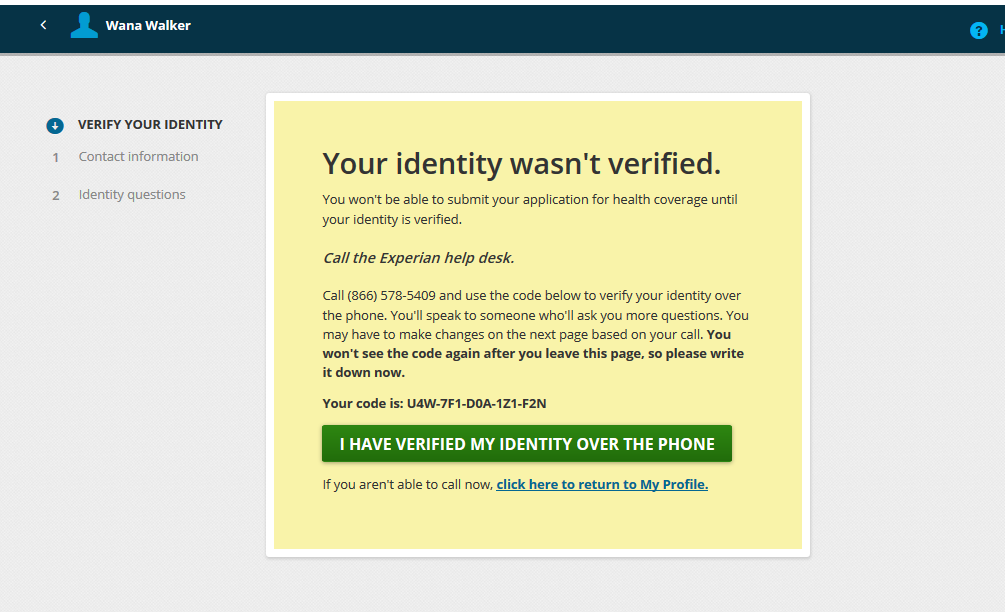 Wana Walker
?
VERIFY YOUR IDENTITY
1 Contact information
2 Identity questions
Your identity wasn't verified.
You won't be able to submit your application for health coverage until
your identity is verified.
Call the Experian help desk.
Call (866) 578-5409 and use the code below to verify your identity over
the phone. You'll speak to someone who'll ask you more questions. You
may have to make changes on the next page based on your call. You
won't see the code again after you leave this page, so please write
it down now.
Your code is: U4W-7F1-D0A-1Z1-F2N
I HAVE VERIFIED MY IDENTITY OVER THE PHONE
If you aren't able to call now, click here to return to My Profile.